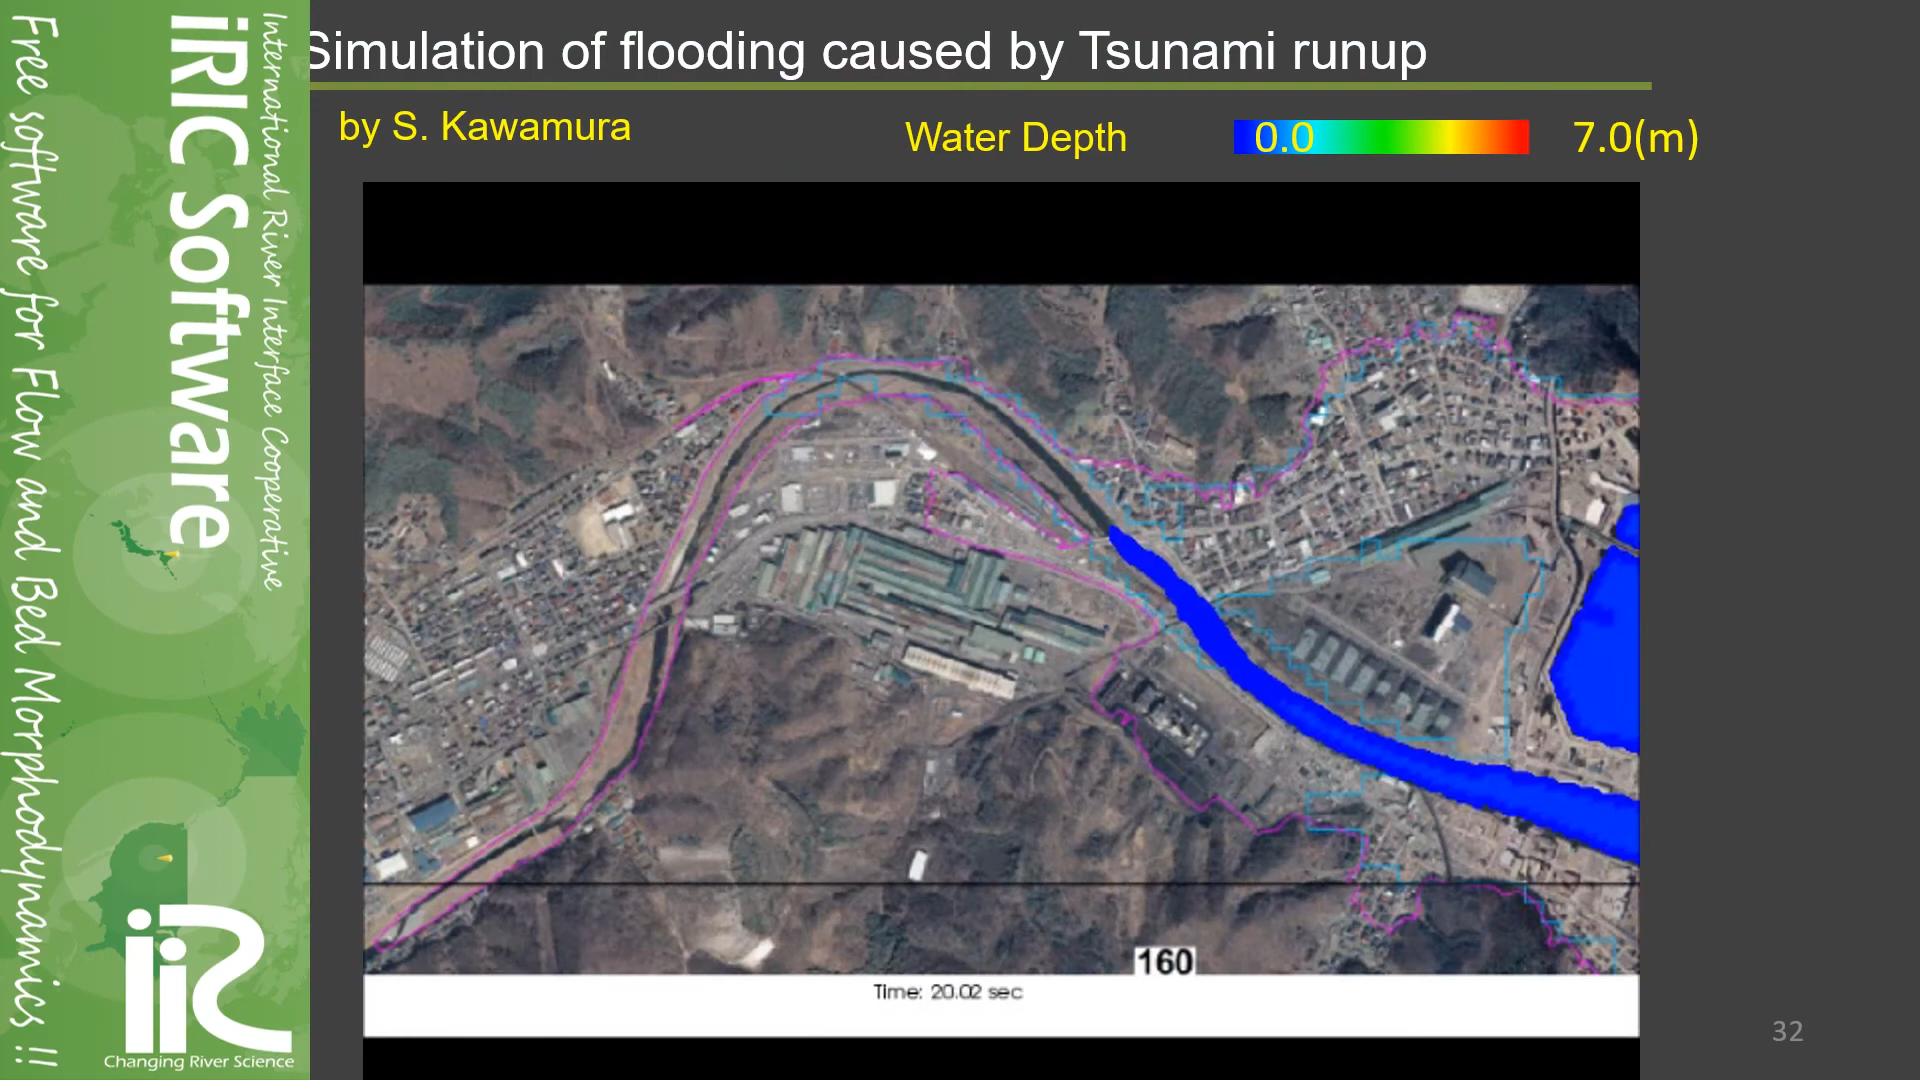 Simulation of flooding caused by Tsunami runup
by S. Kawamura
Water Depth
0.0
7.0(m)
International River Interface Cooperative
iRIC Software
Free software for Flow and Bed Morphodynamics !!
160
Time: 20.02 sec
iRIC
Changing River Science
32